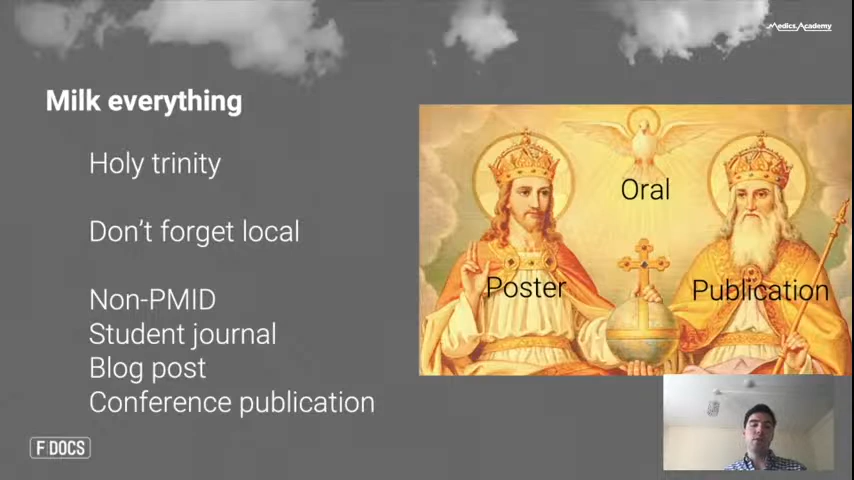 Medics.Academy
Milk everything
Holy trinity
Don't forget local
Non-PMID
Student journal
Blog post
Conference publication
Oral
Poster
Publication
F:DOCS